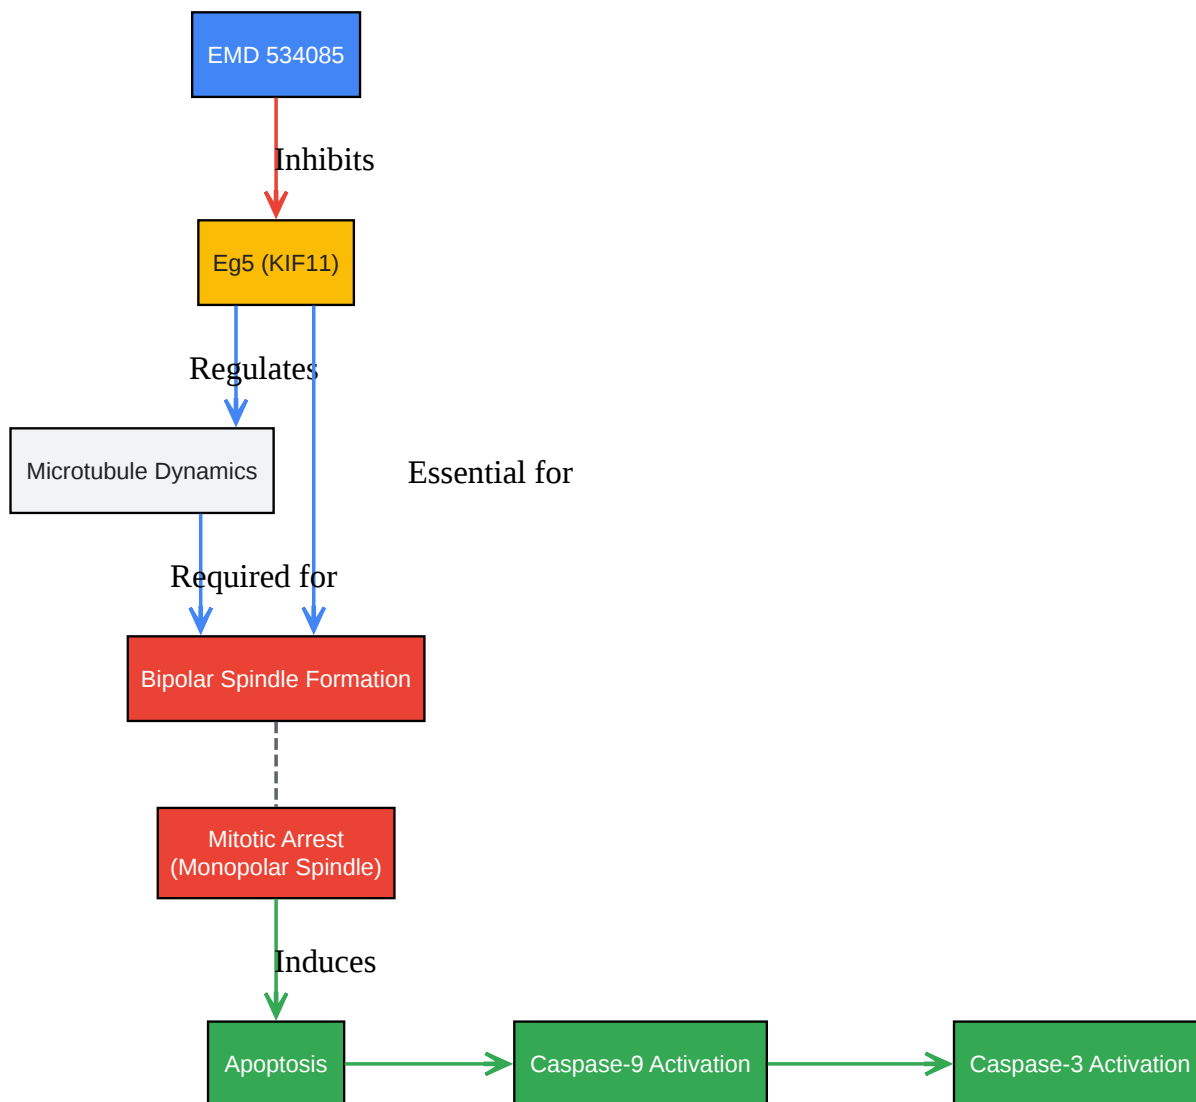 EMD 534085
Inhibits
Eg5 (KIF11)
Regulates
Microtubule Dynamics
Essential for
Required for
Bipolar Spindle Formation
Mitotic Arrest
(Monopolar Spindle)
Induces
Apoptosis
Caspase-9 Activation
Caspase-3 Activation